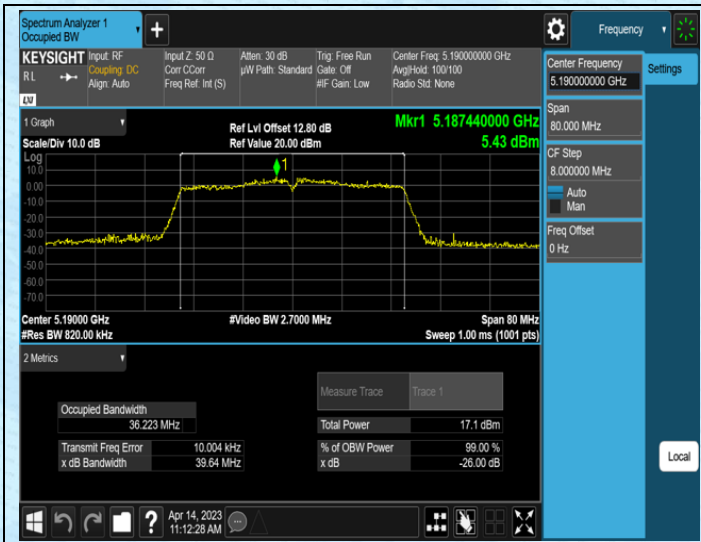 Spectrum Analyzer 1
Occupied BW
+
Frequency
KEYSIGHT
RL
LXI
Input: RF
Coupling: DC
Align: Auto
Input Z: 50 Ω
Corr CCorr
Freq Ref: Int (S)
Atten: 30 dB
µW Path: Standard
Trig: Free Run
Gate: Off
#IF Gain: Low
Center Freq: 5.190000000 GHz
Avg|Hold: 100/100
Radio Std: None
Center Frequency
5.190000000 GHz
Settings
Span
80.000 MHz
CF Step
8.000000 MHz
Auto
Man
Freq Offset
0 Hz
1 Graph
Scale/Div 10.0 dB
Ref Lvl Offset 12.80 dB
Ref Value 20.00 dBm
Mkr1 5.187440000 GHz
5.43 dBm
Log
10.0
0.00
-10.0
-20.0
-30.0
-40.0
-50.0
-60.0
-70.0
1
Center 5.19000 GHz
#Res BW 820.00 kHz
#Video BW 2.7000 MHz
Span 80 MHz
Sweep 1.00 ms (1001 pts)
2 Metrics
Measure Trace Trace 1
Occupied Bandwidth
36.223 MHz
Total Power 17.1 dBm
Transmit Freq Error 10.004 kHz
% of OBW Power 99.00 %
x dB Bandwidth 39.64 MHz
x dB -26.00 dB
Local
?
Apr 14, 2023
11:12:28 AM